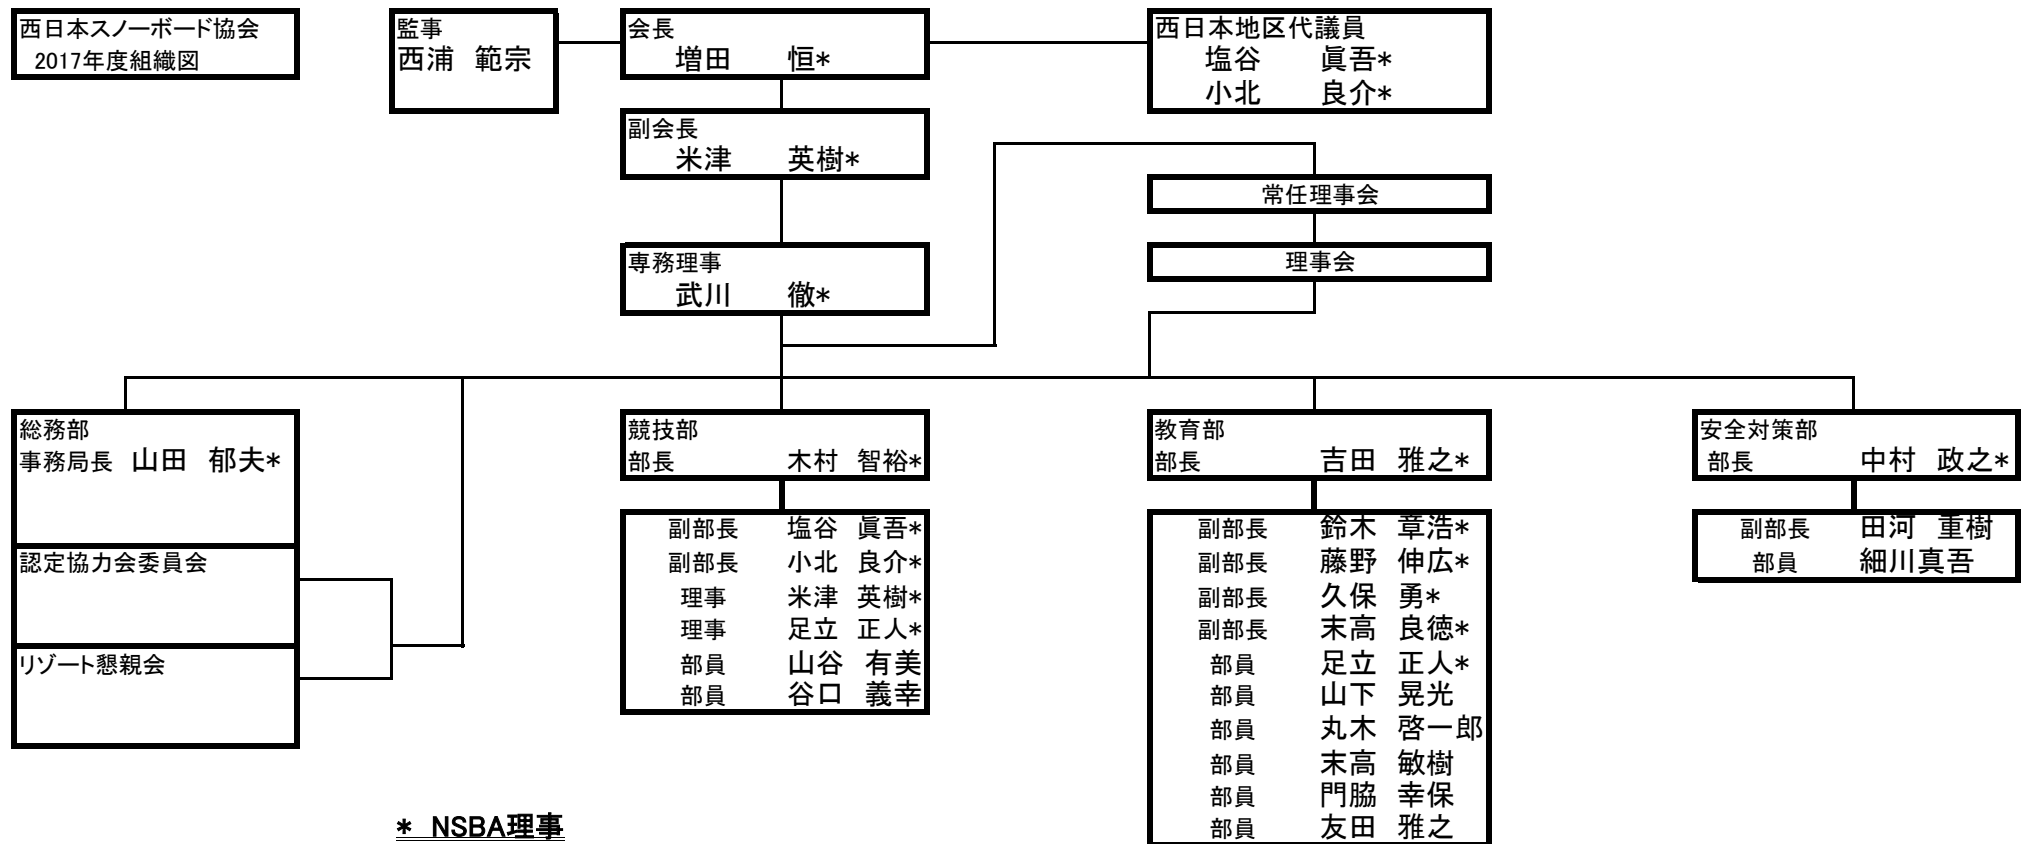 西日本スノーボード協会
2017年度組織図
監事
西浦 範宗
会長
増田 恒*
西日本地区代議員
塩谷 眞吾*
小北 良介*
副会長
米津 英樹*
常任理事会
理事会
専務理事
武川 徹*
総務部
事務局長 山田 郁夫*
認定協力会委員会
リゾート懇親会
競技部
部長 木村 智裕*
副部長 塩谷 眞吾*
副部長 小北 良介*
理事 米津 英樹*
理事 足立 正人*
部員 山谷 有美
部員 谷口 義幸
教育部
部長 吉田 雅之*
副部長 鈴木 章浩*
副部長 藤野 伸広*
副部長 久保 勇*
副部長 末高 良徳*
部員 足立 正人*
部員 山下 晃光
部員 丸木 啓一郎
部員 末高 敏樹
部員 門脇 幸保
部員 友田 雅之
安全対策部
部長 中村 政之*
副部長 田河 重樹
部員 細川真吾
* NSBA理事